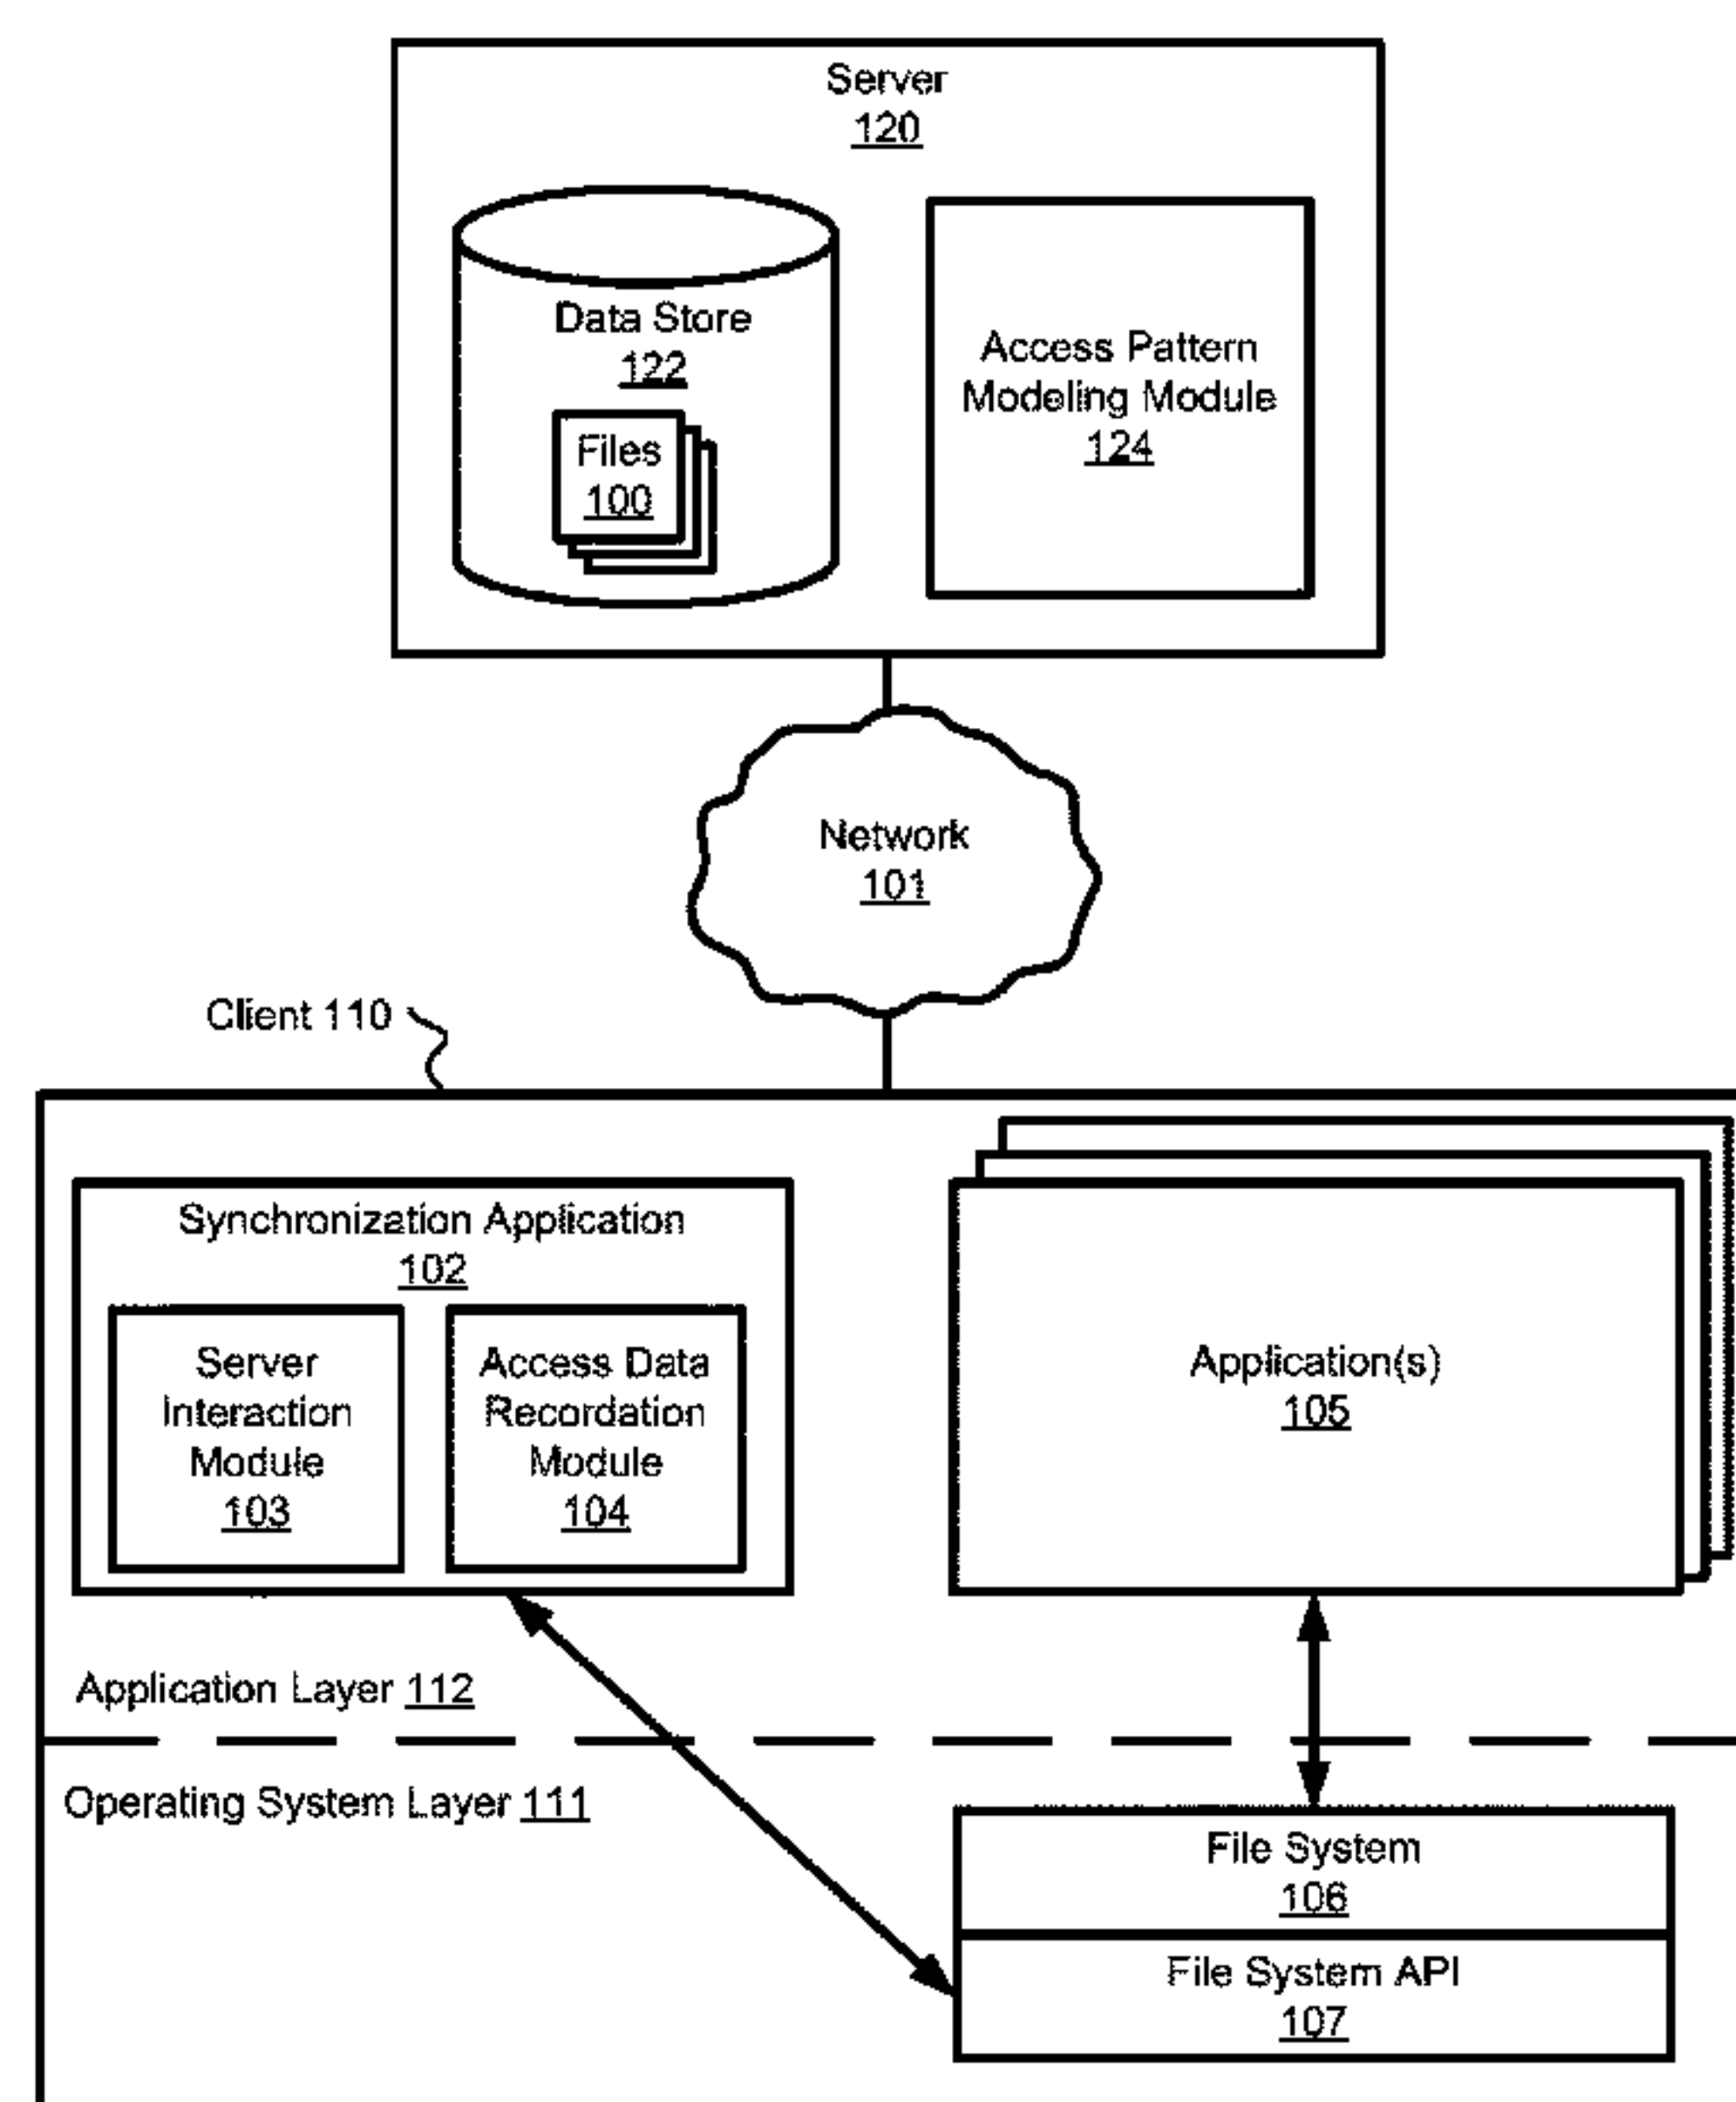 Server
120
Data Store
122
Files
100
Access Pattern
Modeling Module
124
Network
101
Client 110
Synchronization Application
102
Server
Interaction
Module
103
Access Data
Recordation
Module
104
Application(s)
105
Application Layer 112
Operating System Layer 111
File System
106
File System API
107